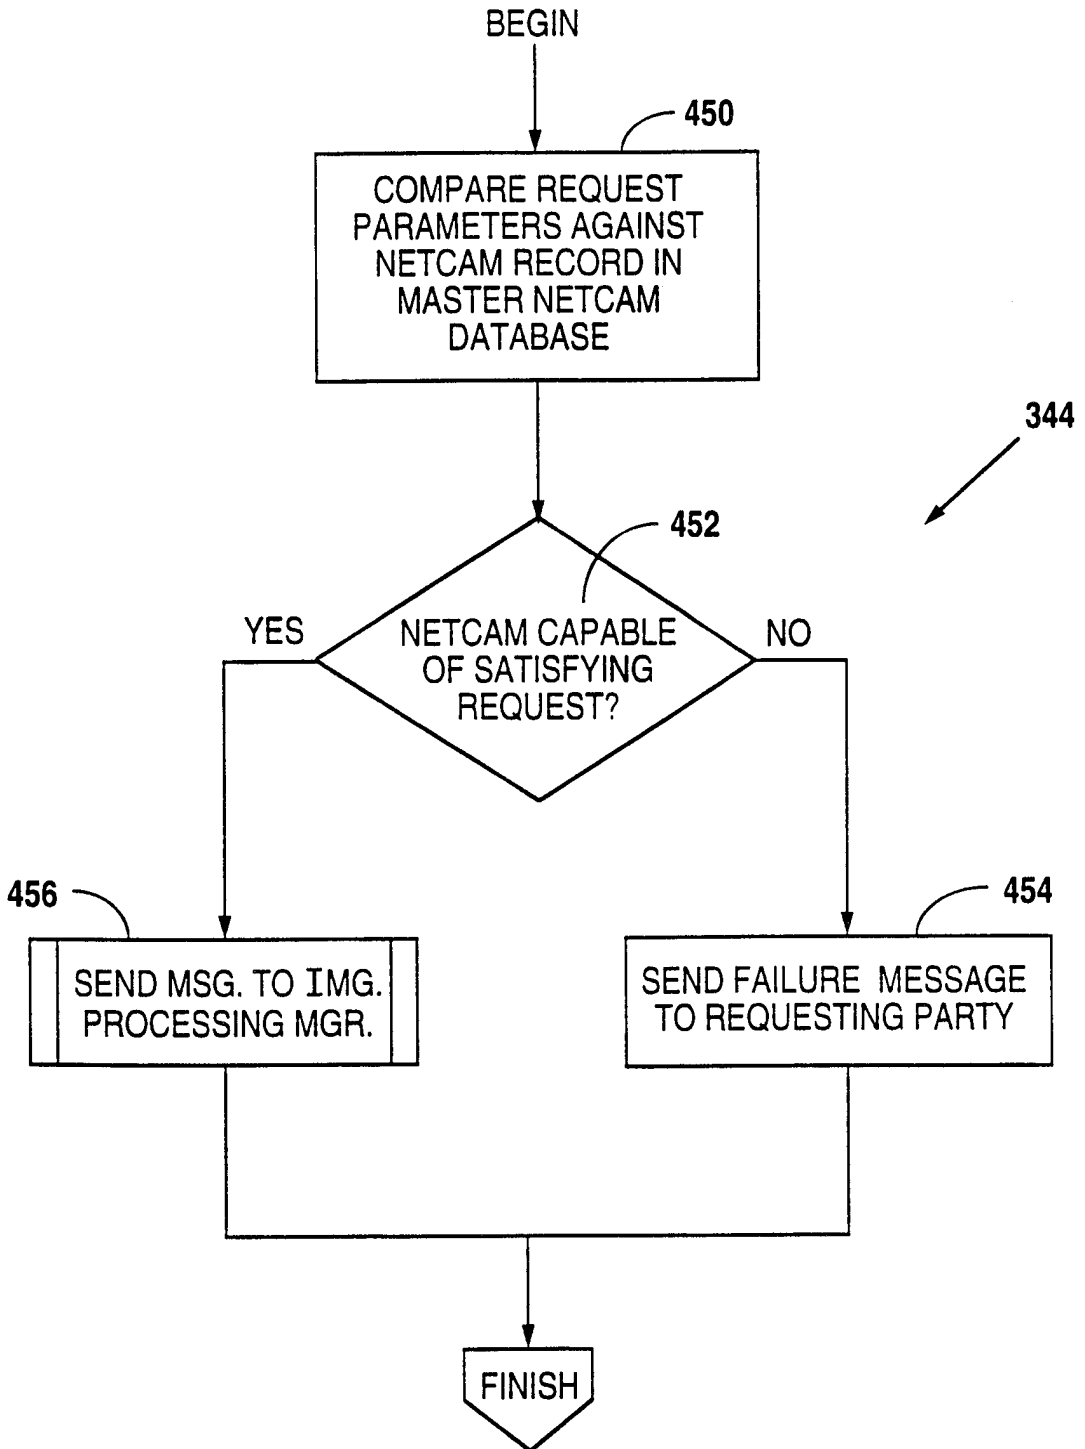 BEGIN
450
COMPARE REQUEST
PARAMETERS AGAINST
NETCAM RECORD IN
MASTER NETCAM
DATABASE
344
452
YES
NETCAM CAPABLE
OF SATISFYING
REQUEST?
NO
456
SEND MSG. TO IMG.
PROCESSING MGR.
454
SEND FAILURE MESSAGE
TO REQUESTING PARTY
FINISH